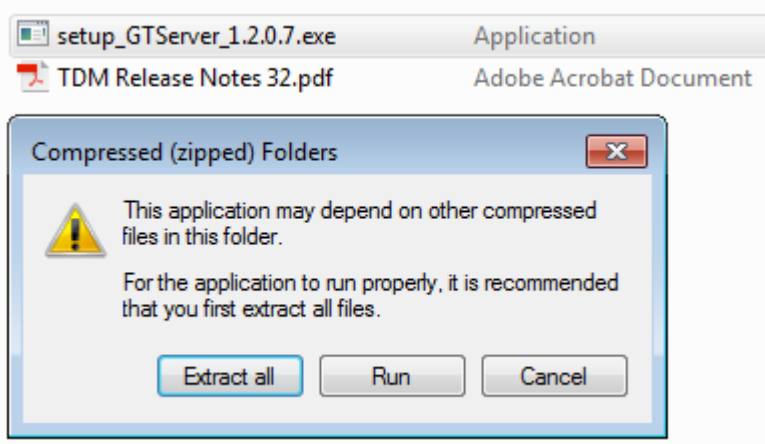 setup_GTServer_1.2.0.7.exe Application
TDM Release Notes 32.pdf Adobe Acrobat Document
Compressed (zipped) Folders
This application may depend on other compressed
files in this folder.
For the application to run properly, it is recommended
that you first extract all files.
Extract all Run Cancel